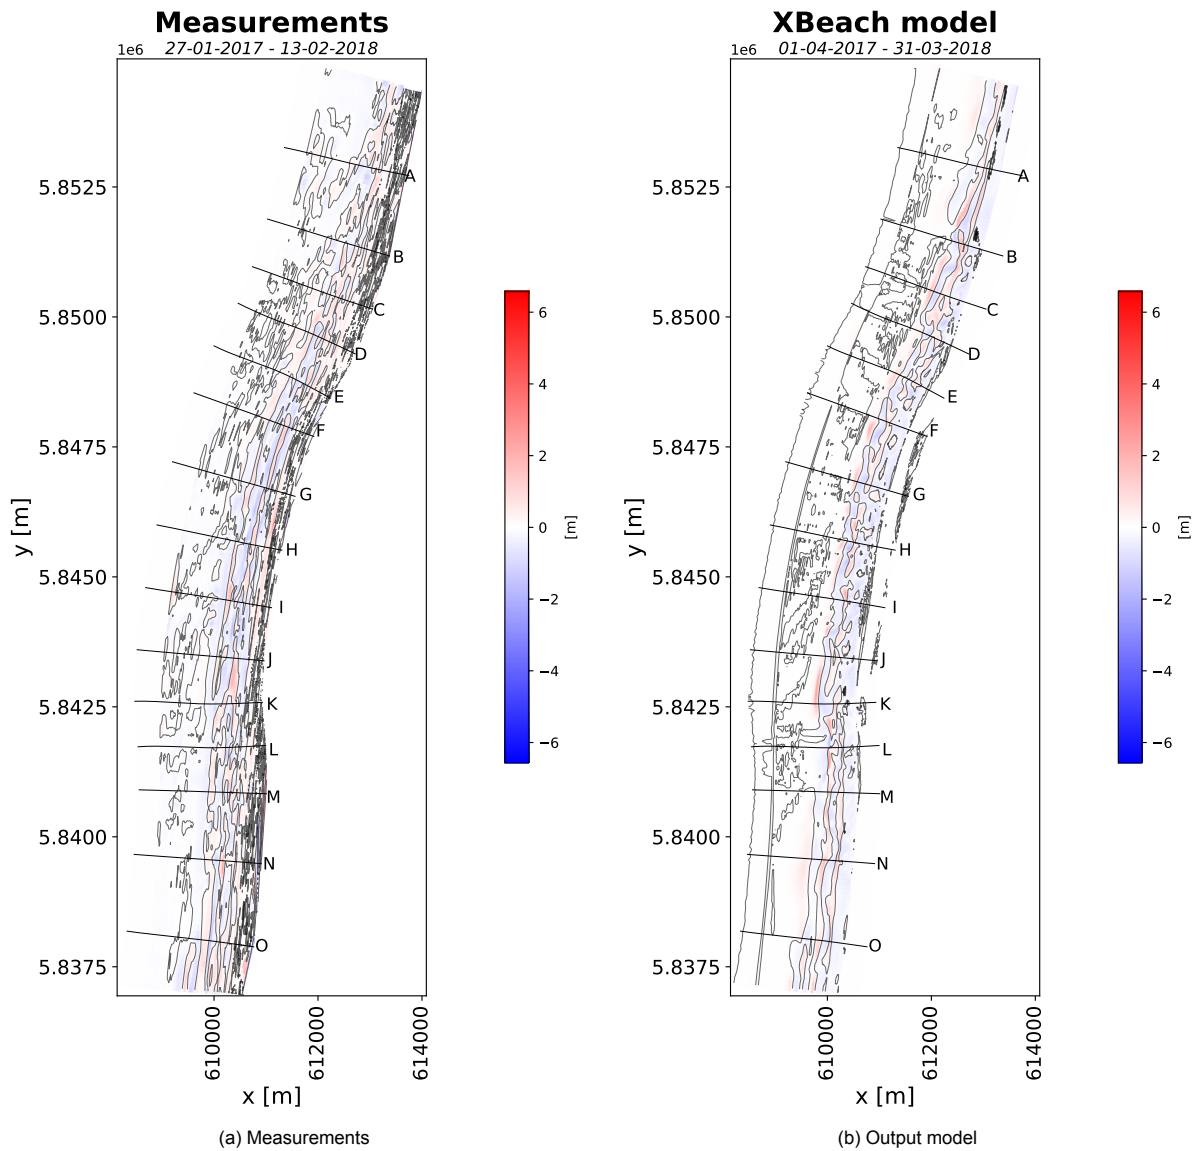 Measurements
1e6 27-01-2017 - 13-02-2018
A
5.8525
B
C
5.8500
D
E
F
5.8475
G
H
5.8450
I
J
5.8425
K
L
M
5.8400
N
O
5.8375
y [m]
610000
612000
614000
x [m]
6
4
2
0
−2
−4
−6
[m]
(a) Measurements
XBeach model
1e6 01-04-2017 - 31-03-2018
A
5.8525
B
C
5.8500
D
E
F
5.8475
G
H
5.8450
I
J
5.8425
K
L
M
5.8400
N
O
5.8375
y [m]
610000
612000
614000
x [m]
6
4
2
0
−2
−4
−6
[m]
(b) Output model